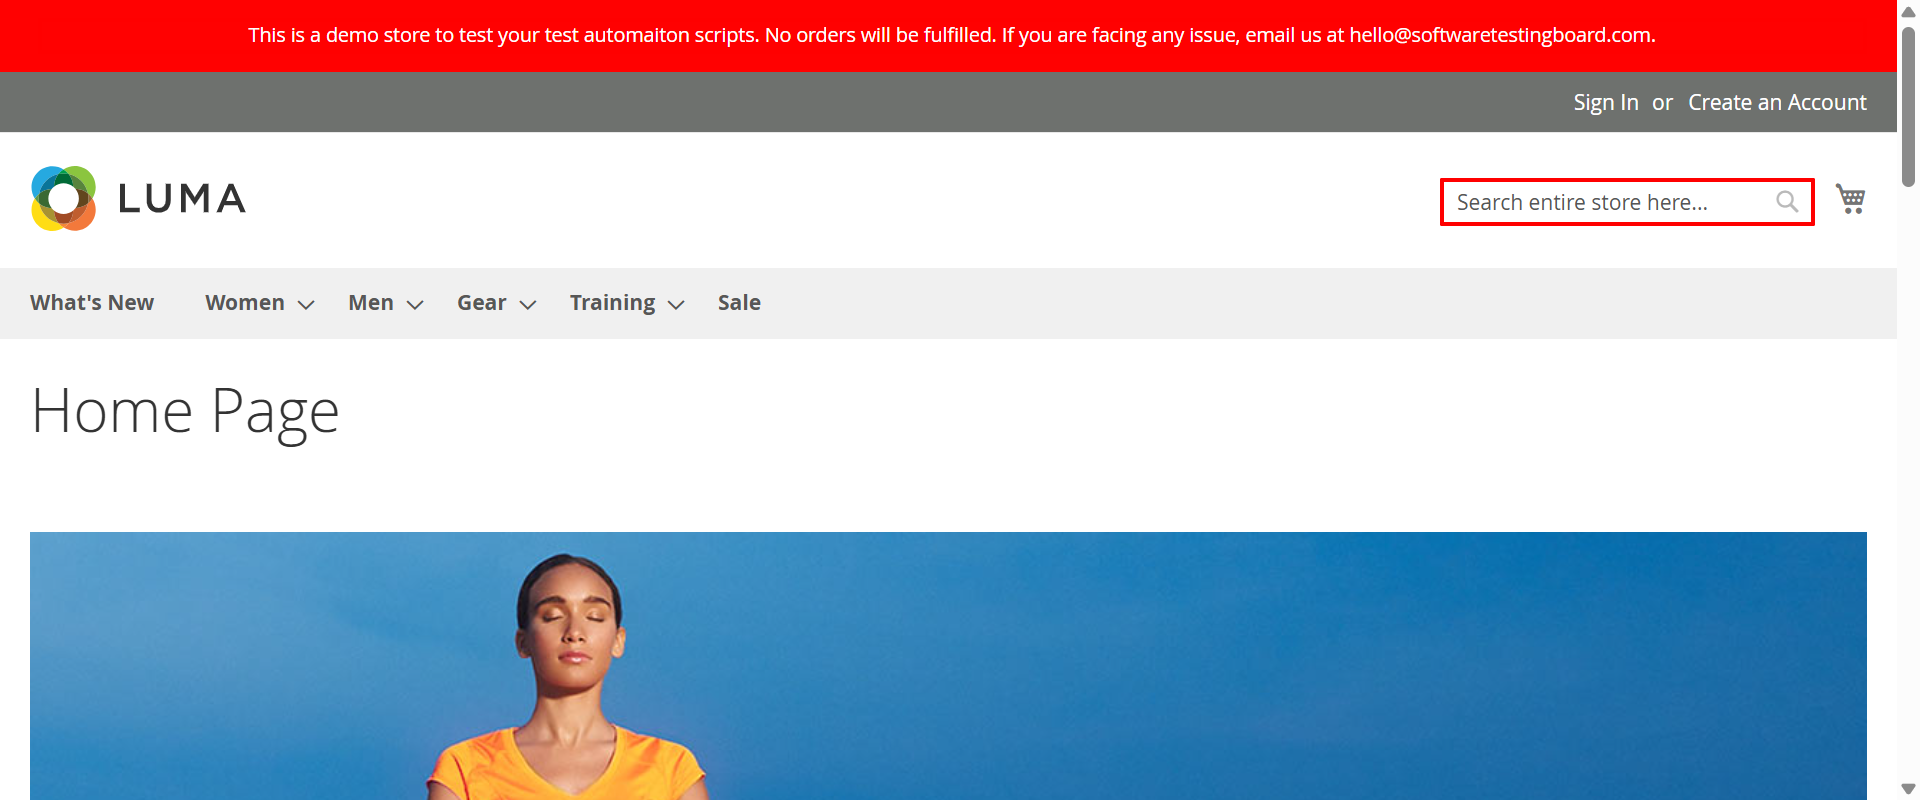 This is a demo store to test your test automaiton scripts. No orders will be fulfilled. If you are facing any issue, email us at hello@softwaretestingboard.com.
Sign In or Create an Account
LUMA
Search entire store here...
What's New Women Men Gear Training Sale
Home Page